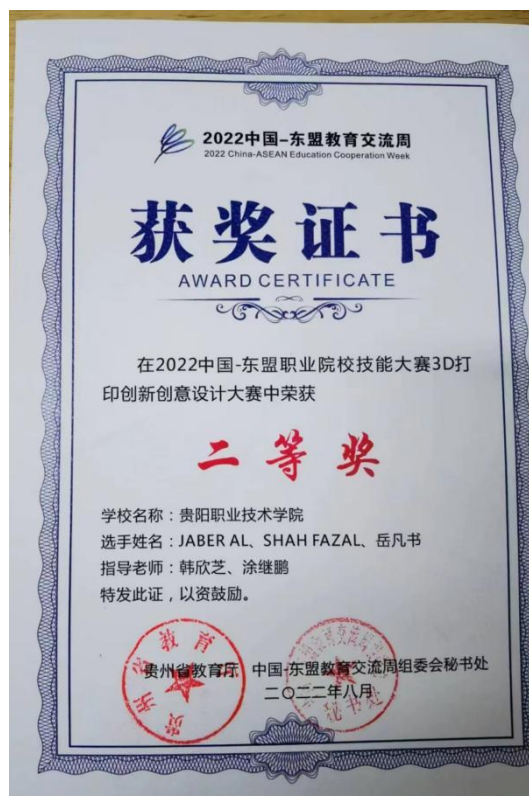 2022中国-东盟教育交流周
2022 China-ASEAN Education Cooperation Week
获奖证书
AWARD CERTIFICATE
在2022中国-东盟职业院校技能大赛3D打
印创新创意设计大赛中荣获
二等奖
学校名称：贵阳职业技术学院
选手姓名：JABER AL、SHAH FAZAL、岳凡书
指导老师：韩欣芝、涂继鹏
特发此证，以资鼓励。
贵州省教育厅 中国-东盟教育交流周组委会秘书处
二〇二二年八月
贵州省教育厅